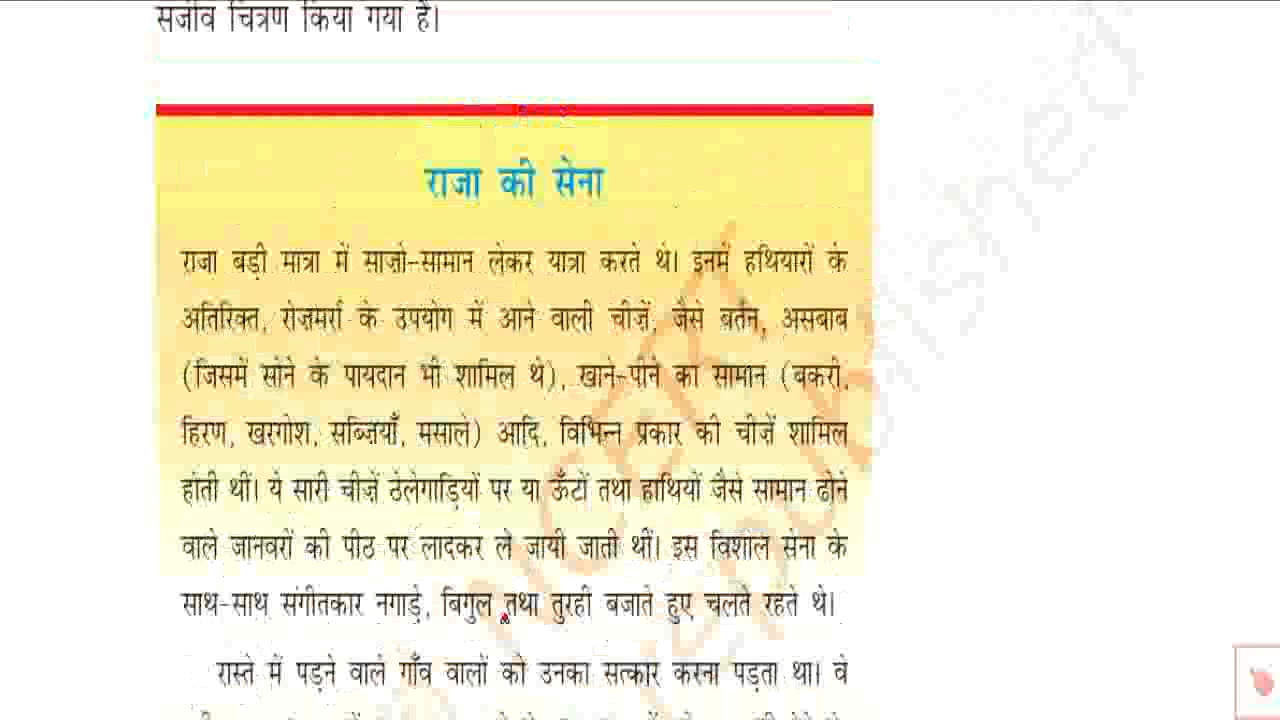 सजीव चित्रण किया गया है।
राजा की सेना
राजा बड़ी मात्रा में साज़ो-सामान लेकर यात्रा करते थे। इनमें हथियारों के
अतिरिक्त, रोज़मर्रा के उपयोग में आने वाली चीज़ें, जैसे बर्तन, असबाब
(जिसमें सोने के पायदान भी शामिल थे), खाने-पीने का सामान (बकरी,
हिरण, खरगोश, सब्ज़ियाँ, मसाले) आदि, विभिन्न प्रकार की चीज़ें शामिल
होती थीं। ये सारी चीज़ें ठेलेगाड़ियों पर या ऊँटों तथा हाथियों जैसे सामान ढोने
वाले जानवरों की पीठ पर लादकर ले जायी जाती थीं। इस विशाल सेना के
साथ-साथ संगीतकार नगाड़े, बिगुल तथा तुरही बजाते हुए चलते रहते थे।
रास्ते में पड़ने वाले गाँव वालों को उनका सत्कार करना पड़ता था। वे